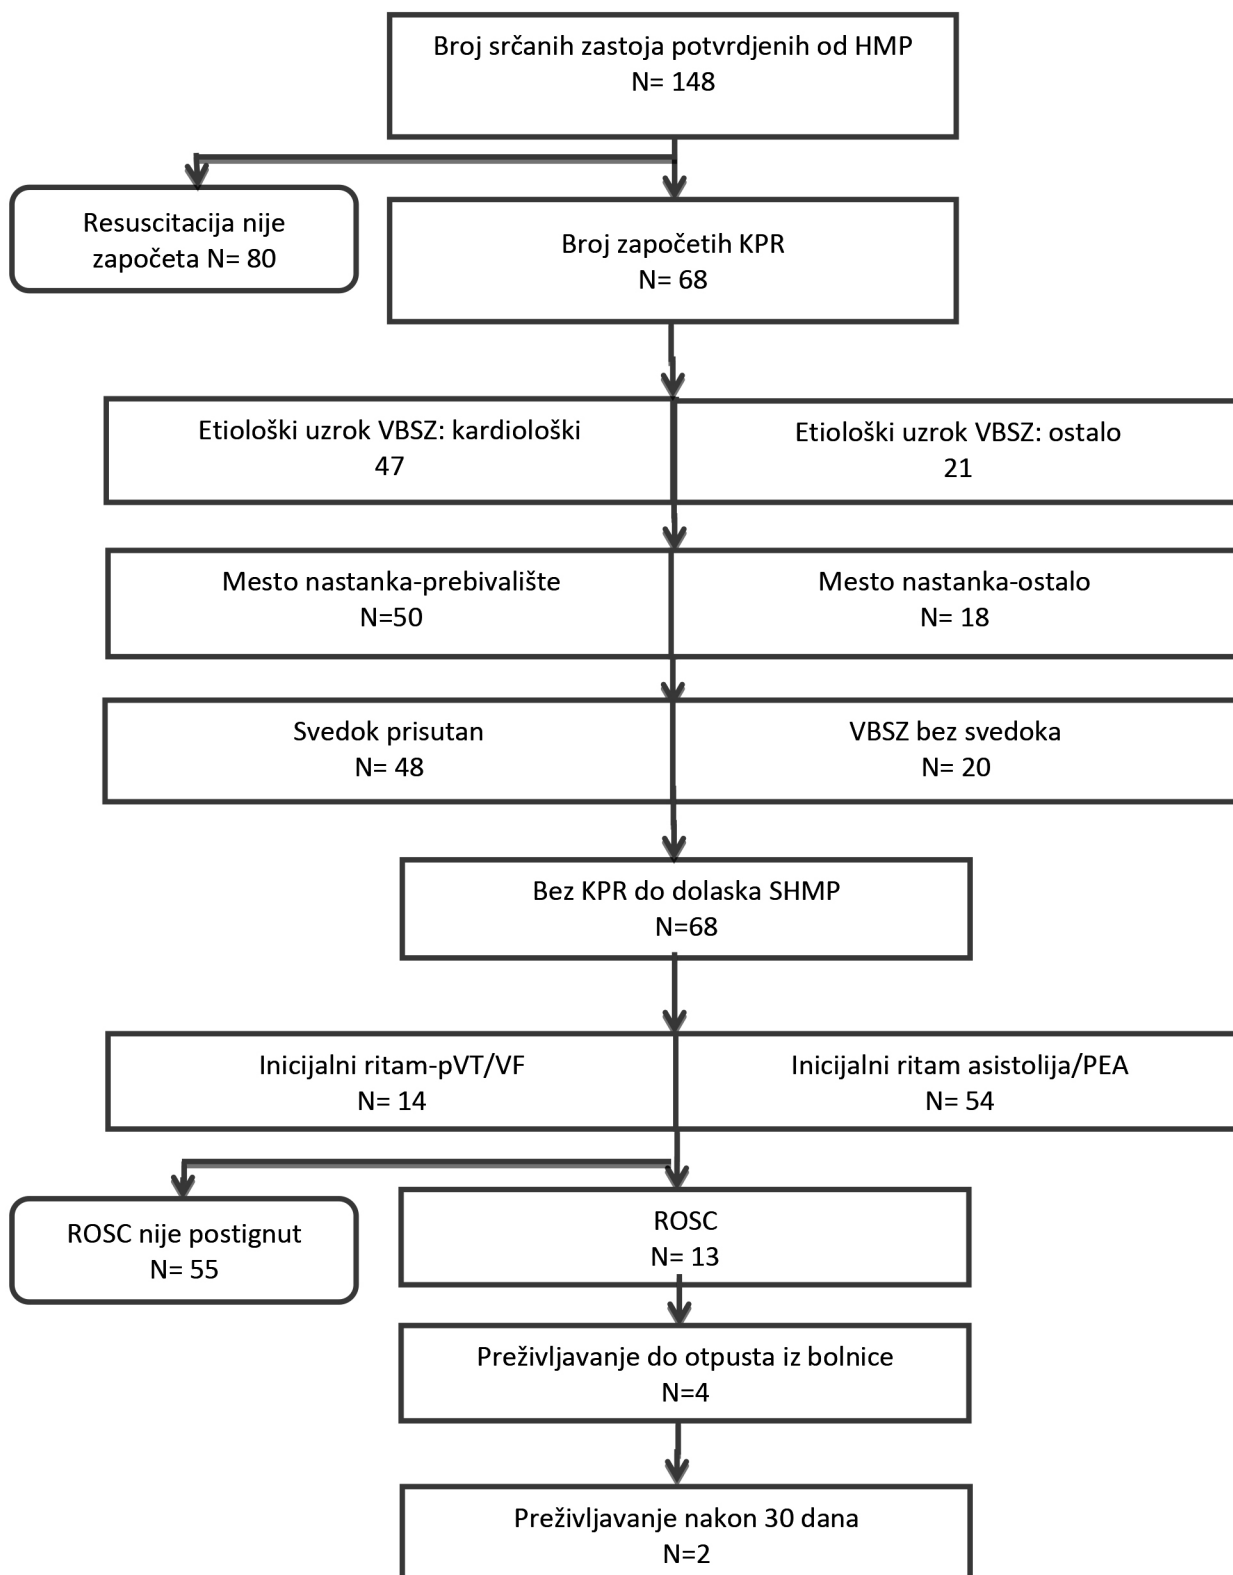 Broj srčanih zastoja potvrdjenih od HMP
N= 148
Resuscitacija nije
započeta N= 80
Broj započetih KPR
N= 68
Etiološki uzrok VBSZ: kardiološki
47
Etiološki uzrok VBSZ: ostalo
21
Mesto nastanka-prebivalište
N=50
Mesto nastanka-ostalo
N= 18
Svedok prisutan
N= 48
VBSZ bez svedoka
N= 20
Bez KPR do dolaska SHMP
N=68
Inicijalni ritam-pVT/VF
N= 14
Inicijalni ritam asistolija/PEA
N= 54
ROSC nije postignut
N= 55
ROSC
N= 13
Preživljavanje do otpusta iz bolnice
N=4
Preživljavanje nakon 30 dana
N=2